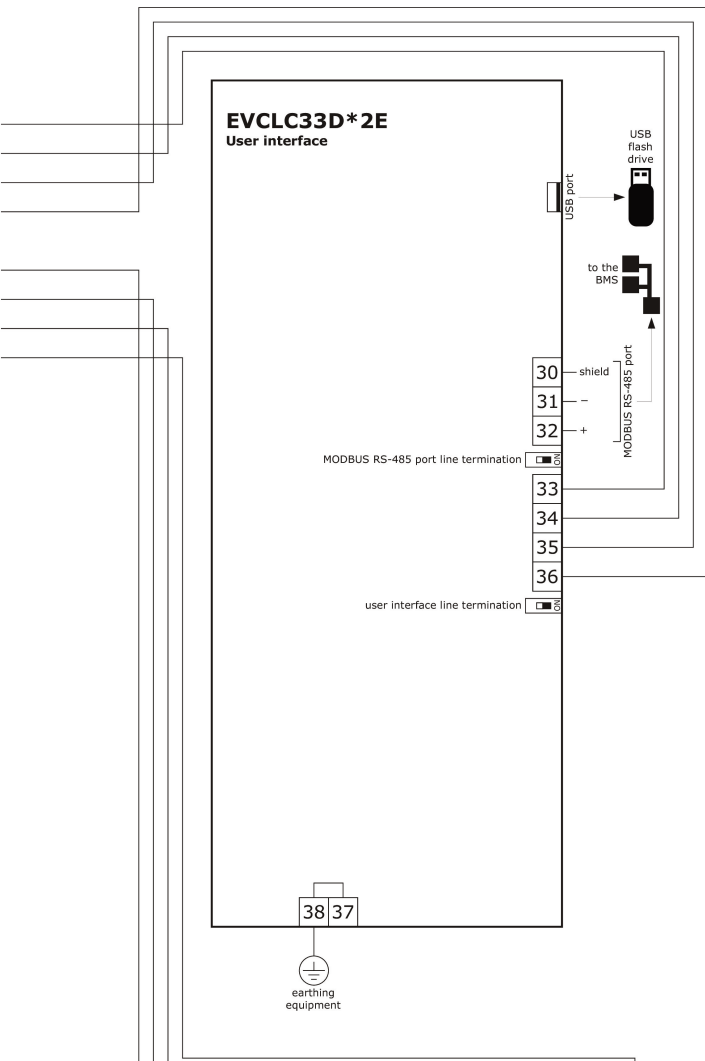 EVCLC33D*2E
User interface
USB
flash
drive
USB port
to the
BMS
30
shield
31
−
32
+
MODBUS RS-485 port
MODBUS RS-485 port line termination
ON
33
34
35
36
user interface line termination
ON
38
37
earthing
equipment